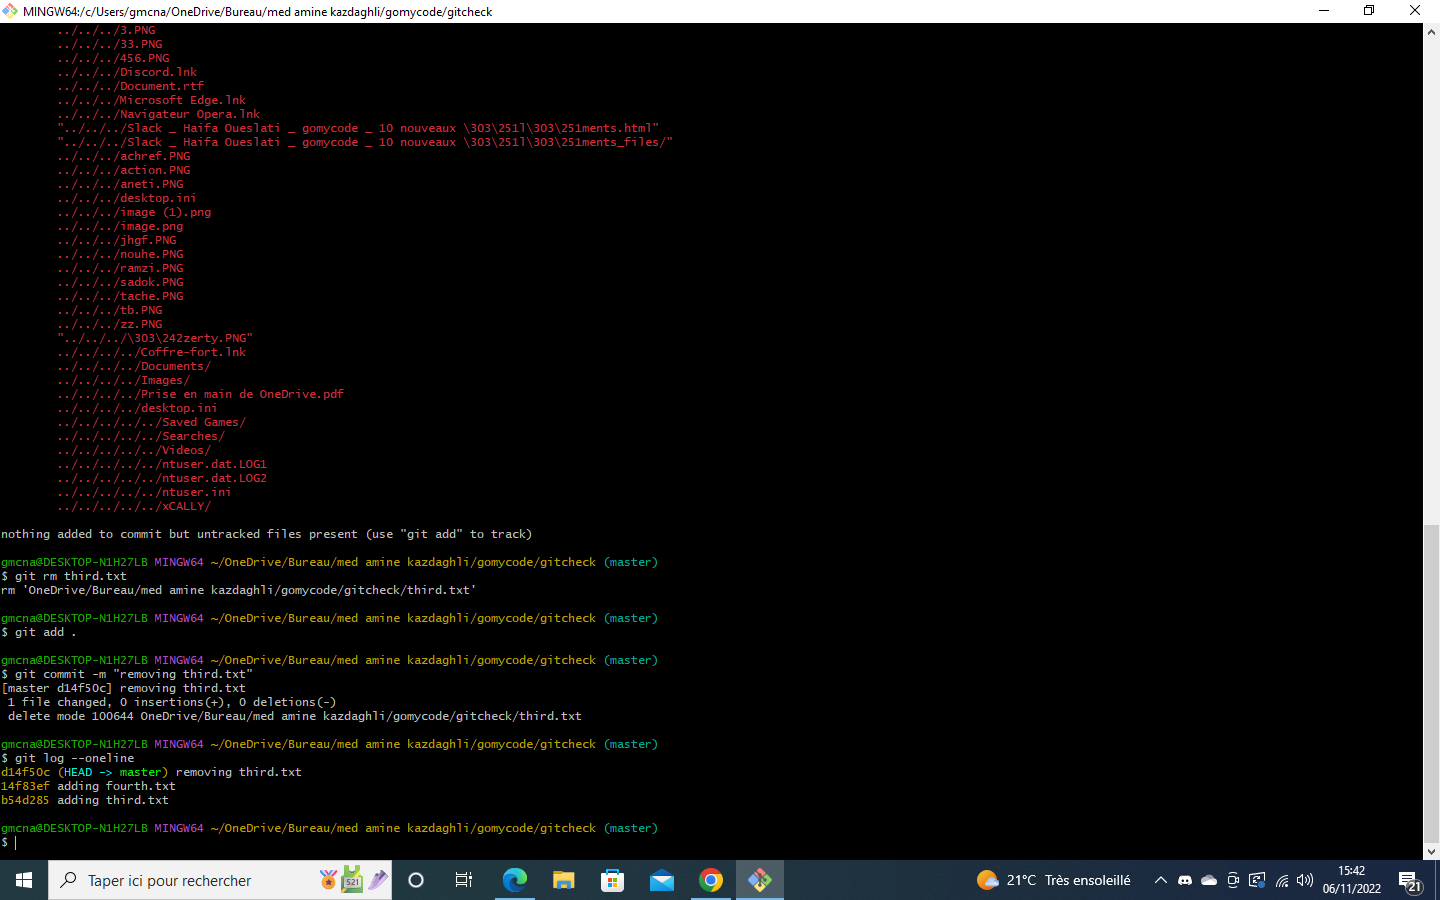 MINGW64:/c/Users/gmcna/OneDrive/Bureau/med amine kazdaghli/gomycode/gitcheck
../../../3.PNG
../../../33.PNG
../../../456.PNG
../../../Discord.lnk
../../../Document.rtf
../../../Microsoft Edge.lnk
../../../Navigateur Opera.lnk
"../../../Slack _ Haifa Oueslati _ gomycode _ 10 nouveaux \303\251l\303\251ments.html"
"../../../Slack _ Haifa Oueslati _ gomycode _ 10 nouveaux \303\251l\303\251ments_files/"
../../../achref.PNG
../../../action.PNG
../../../aneti.PNG
../../../desktop.ini
../../../image (1).png
../../../image.png
../../../jhgf.PNG
../../../nouhe.PNG
../../../ramzi.PNG
../../../sadok.PNG
../../../tache.PNG
../../../tb.PNG
../../../zz.PNG
"../../../\303\242zerty.PNG"
../../../../Coffre-fort.lnk
../../../../Documents/
../../../../Images/
../../../../Prise en main de OneDrive.pdf
../../../../desktop.ini
../../../../../Saved Games/
../../../../../Searches/
../../../../../Videos/
../../../../../ntuser.dat.LOG1
../../../../../ntuser.dat.LOG2
../../../../../ntuser.ini
../../../../../xCALLY/
nothing added to commit but untracked files present (use "git add" to track)
gmcna@DESKTOP-N1H27LB MINGW64 ~/OneDrive/Bureau/med amine kazdaghli/gomycode/gitcheck (master)
$ git rm third.txt
rm 'OneDrive/Bureau/med amine kazdaghli/gomycode/gitcheck/third.txt'
gmcna@DESKTOP-N1H27LB MINGW64 ~/OneDrive/Bureau/med amine kazdaghli/gomycode/gitcheck (master)
$ git add .
gmcna@DESKTOP-N1H27LB MINGW64 ~/OneDrive/Bureau/med amine kazdaghli/gomycode/gitcheck (master)
$ git commit -m "removing third.txt"
[master d14f50c] removing third.txt
1 file changed, 0 insertions(+), 0 deletions(-)
delete mode 100644 OneDrive/Bureau/med amine kazdaghli/gomycode/gitcheck/third.txt
gmcna@DESKTOP-N1H27LB MINGW64 ~/OneDrive/Bureau/med amine kazdaghli/gomycode/gitcheck (master)
$ git log --oneline
d14f50c (HEAD -> master) removing third.txt
14f83ef adding fourth.txt
b54d285 adding third.txt
gmcna@DESKTOP-N1H27LB MINGW64 ~/OneDrive/Bureau/med amine kazdaghli/gomycode/gitcheck (master)
$
Taper ici pour rechercher
521
21°C Très ensoleillé
15:42
06/11/2022
21